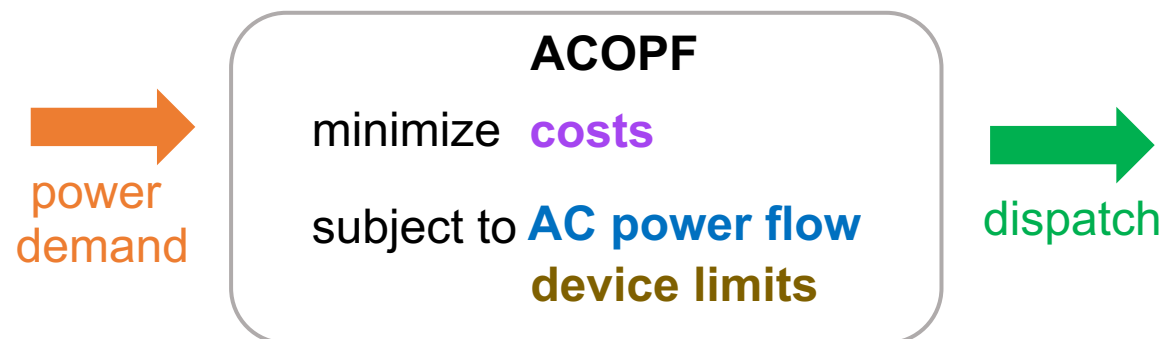 ACOPF
power
demand
minimize costs
subject to AC power flow
device limits
dispatch